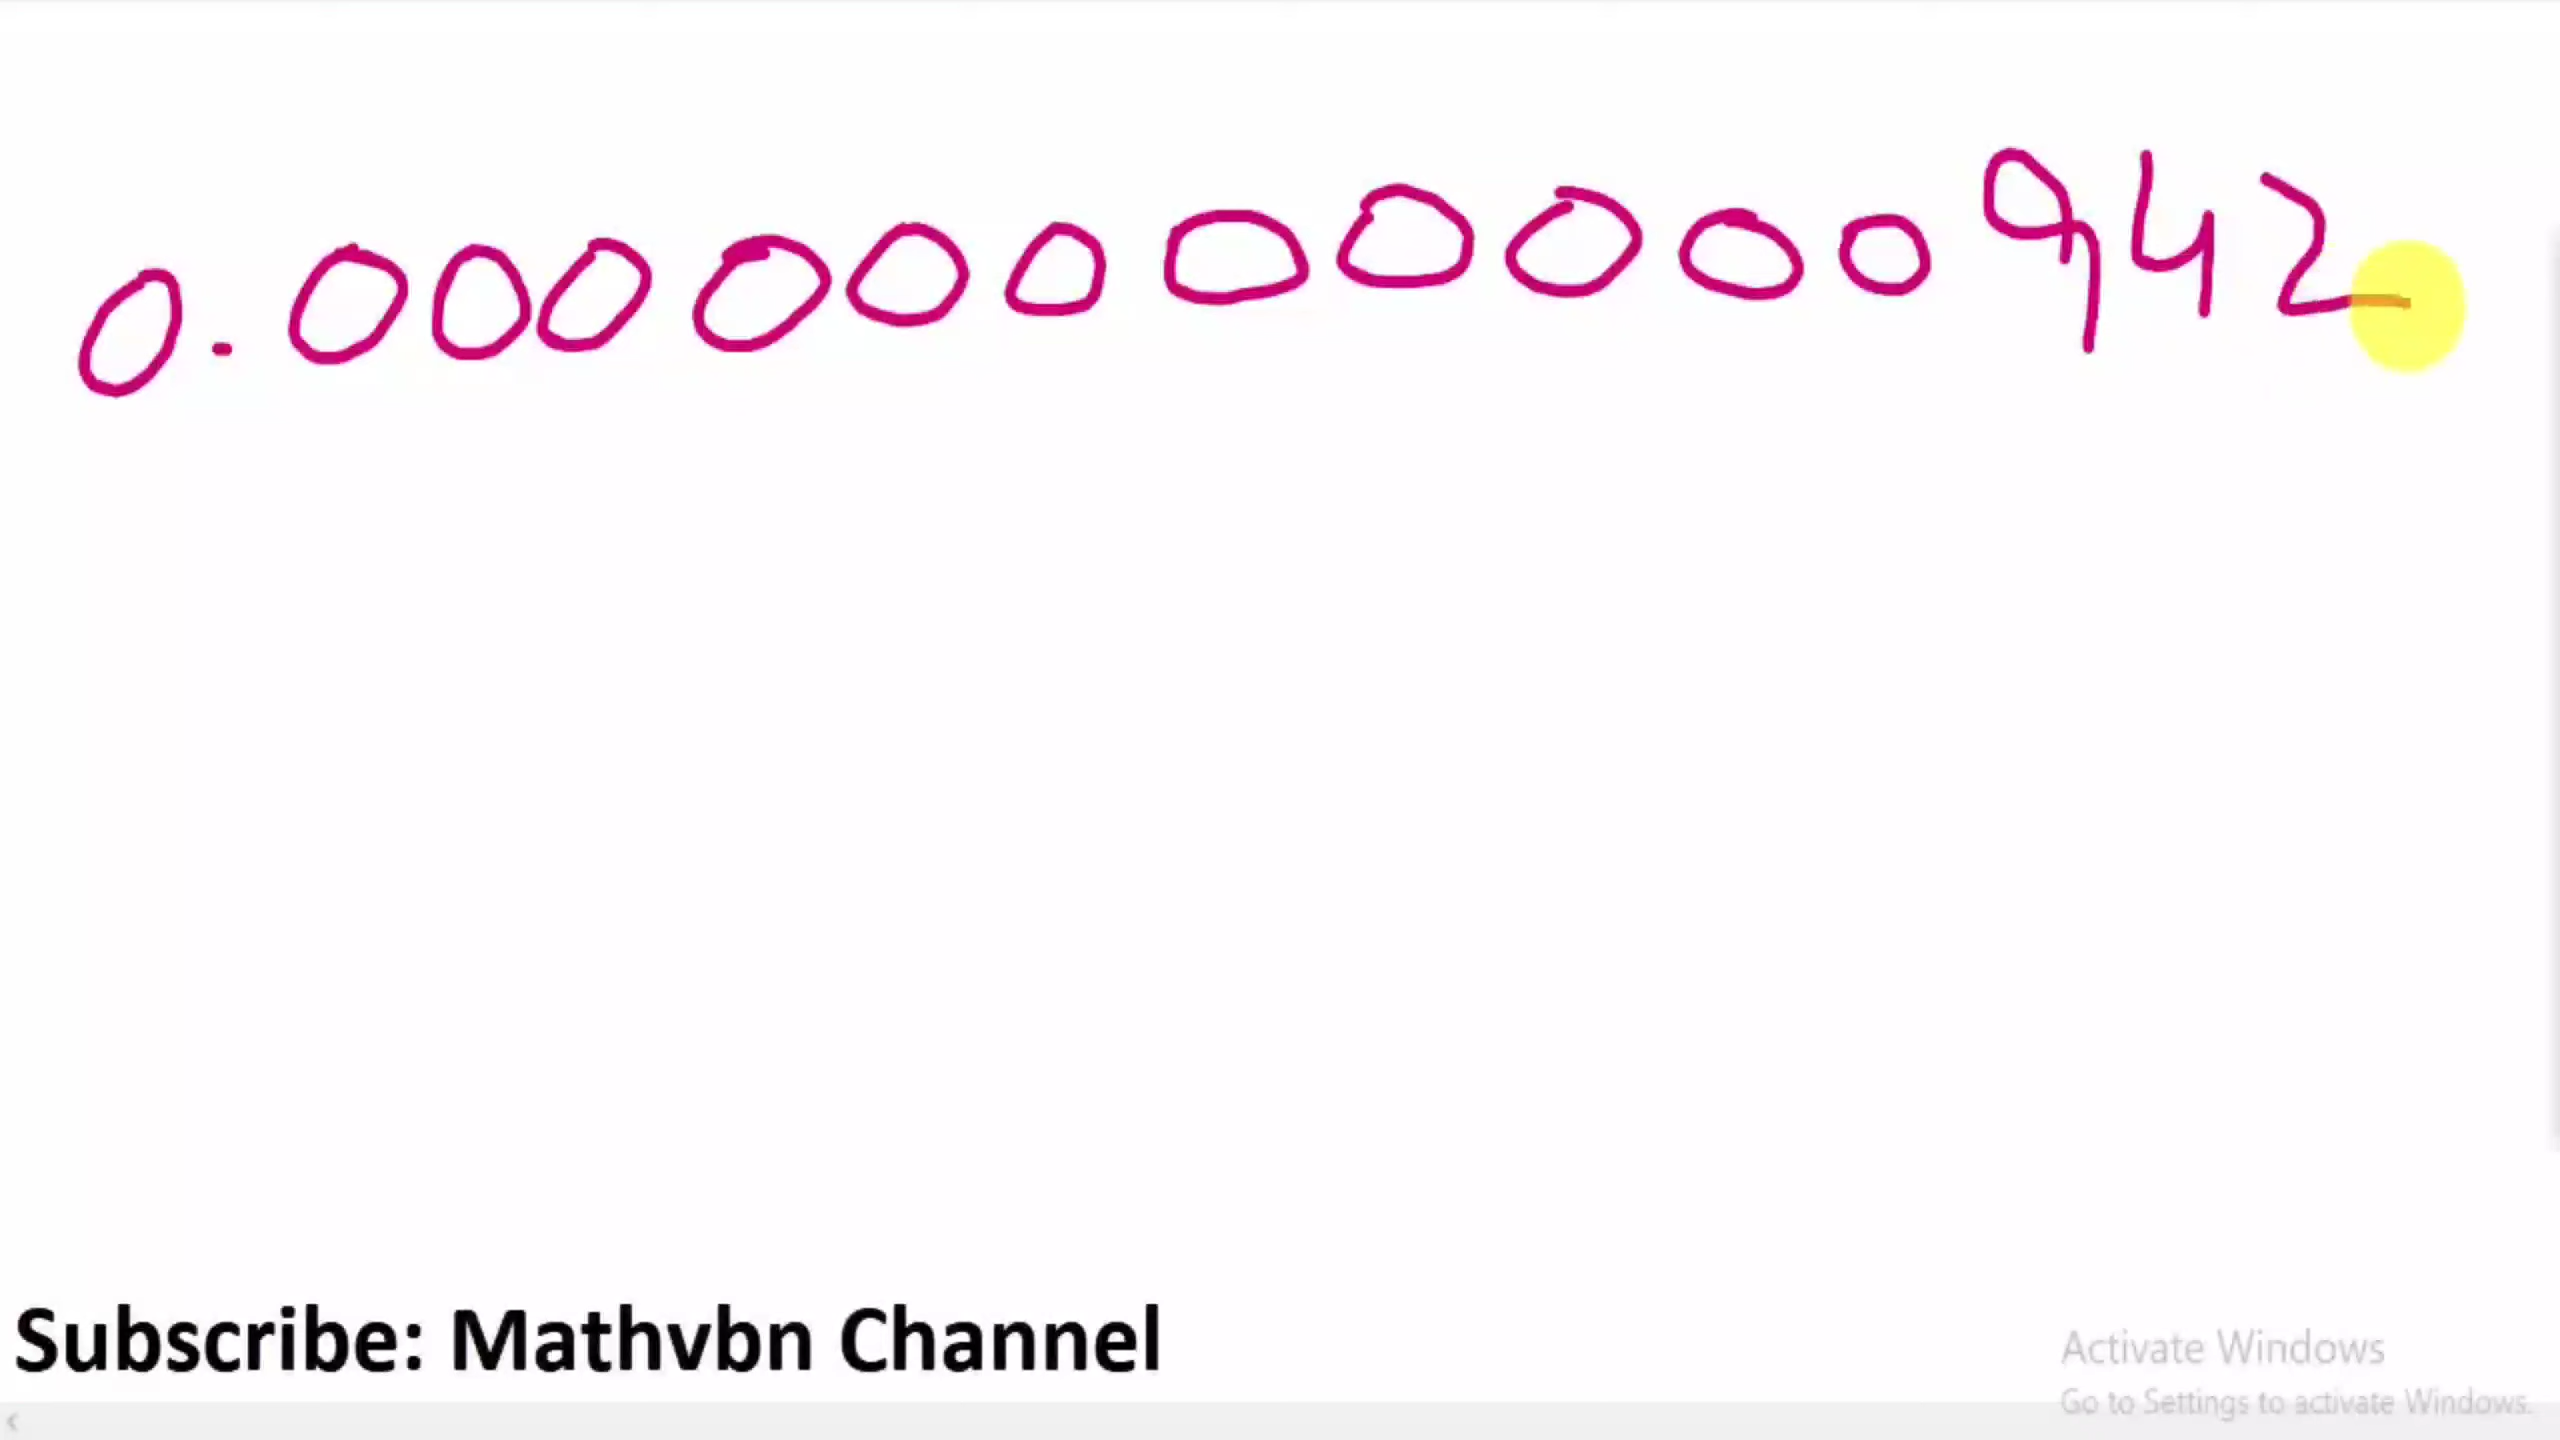 0.00000000000942
Subscribe: Mathvbn Channel
Activate Windows
Go to Settings to activate Windows.